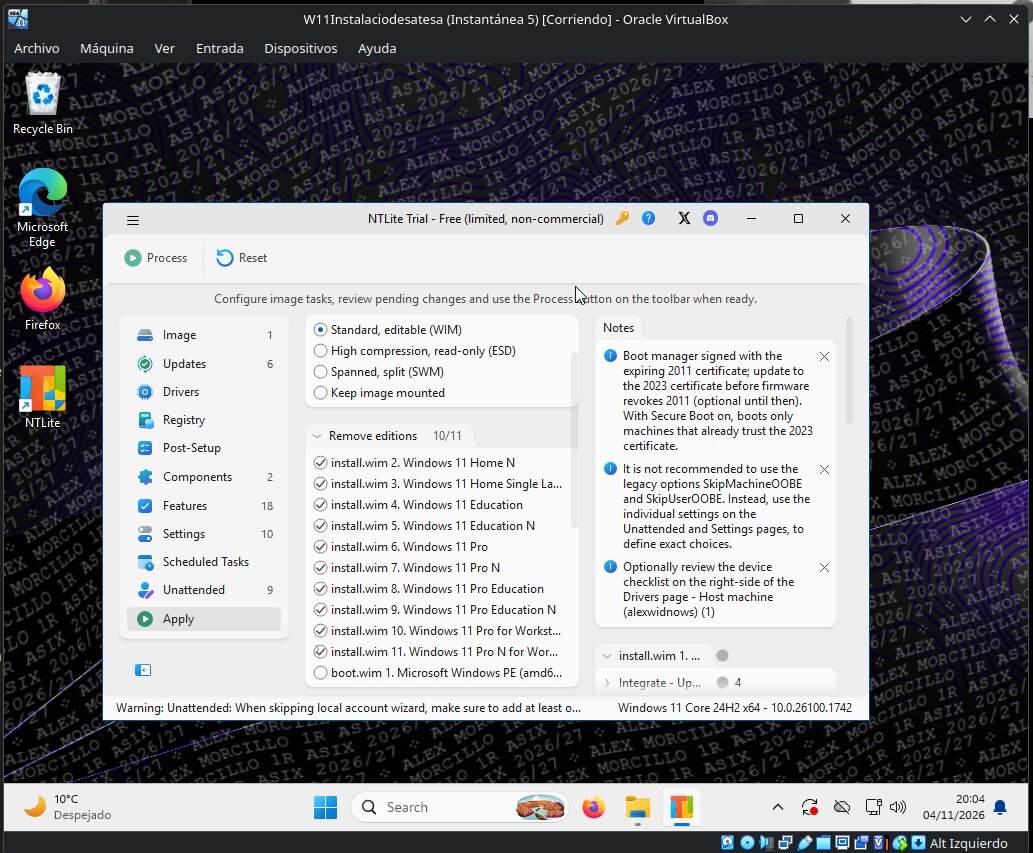 W11Instalaciodesatesa (Instantánea 5) [Corriendo] - Oracle VirtualBox
Archivo Máquina Ver Entrada Dispositivos Ayuda
Recycle Bin
Microsoft
Edge
Firefox
NTLite
ALEX MORCILLO 1R ASIX 2026/27
NTLite Trial - Free (limited, non-commercial)
Process Reset
Configure image tasks, review pending changes and use the Process button on the toolbar when ready.
Image 1
Updates 6
Drivers
Registry
Post-Setup
Components 2
Features 18
Settings 10
Scheduled Tasks
Unattended 9
Apply
Standard, editable (WIM)
High compression, read-only (ESD)
Spanned, split (SWM)
Keep image mounted
Remove editions 10/11
install.wim 2. Windows 11 Home N
install.wim 3. Windows 11 Home Single La...
install.wim 4. Windows 11 Education
install.wim 5. Windows 11 Education N
install.wim 6. Windows 11 Pro
install.wim 7. Windows 11 Pro N
install.wim 8. Windows 11 Pro Education
install.wim 9. Windows 11 Pro Education N
install.wim 10. Windows 11 Pro for Workst...
install.wim 11. Windows 11 Pro N for Wor...
boot.wim 1. Microsoft Windows PE (amd6...
Notes
Boot manager signed with the
expiring 2011 certificate; update to
the 2023 certificate before firmware
revokes 2011 (optional until then).
With Secure Boot on, boots only
machines that already trust the 2023
certificate.
It is not recommended to use the
legacy options SkipMachineOOBE
and SkipUserOOBE. Instead, use the
individual settings on the
Unattended and Settings pages, to
define exact choices.
Optionally review the device
checklist on the right-side of the
Drivers page - Host machine
(alexwidnows) (1)
install.wim 1. ...
Integrate - Up... 4
Warning: Unattended: When skipping local account wizard, make sure to add at least o...
Windows 11 Core 24H2 x64 - 10.0.26100.1742
10°C
Despejado
Search
20:04
04/11/2026
Alt Izquierdo